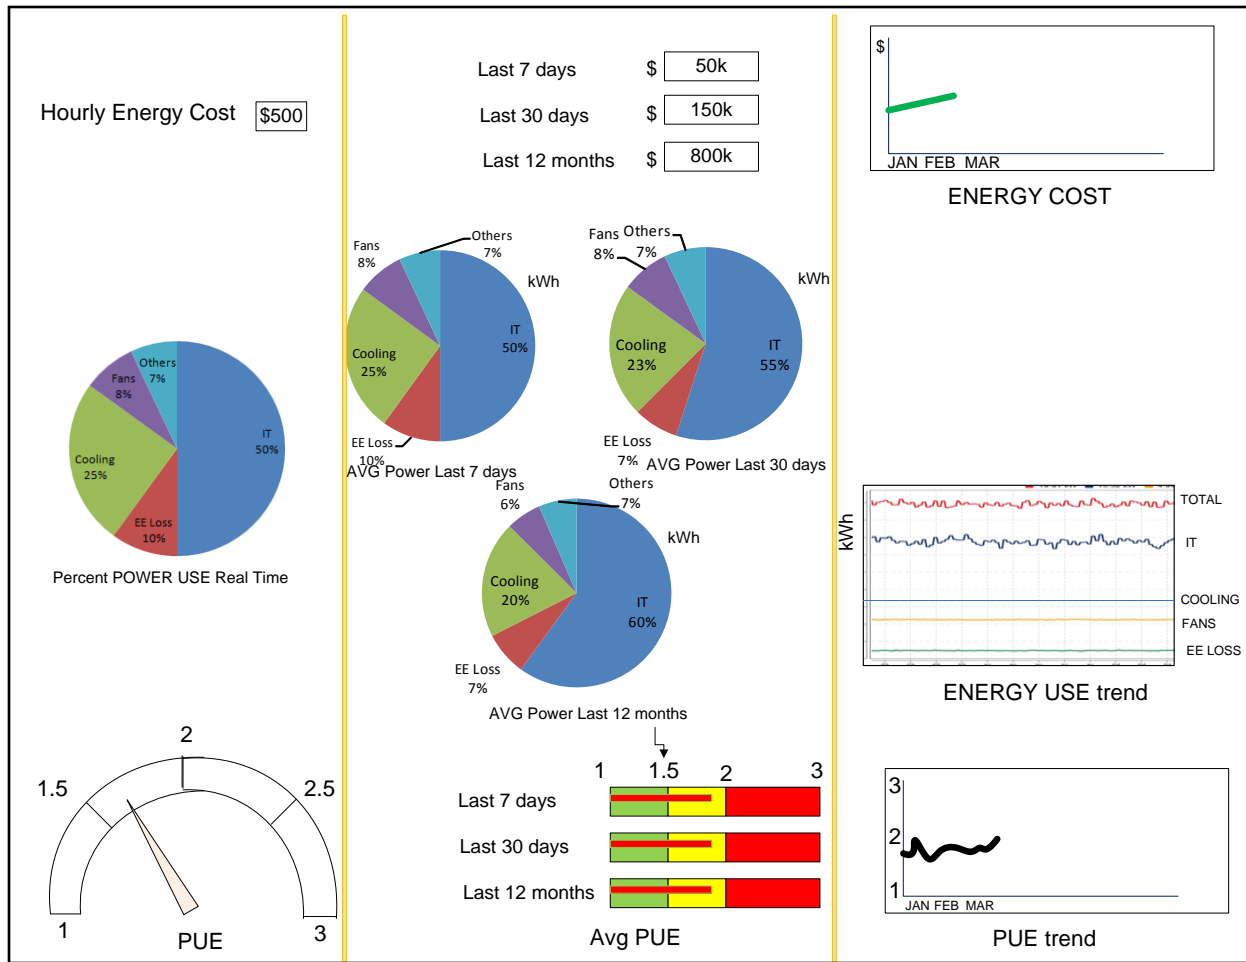 Hourly Energy Cost $500
IT
50%
EE Loss
10%
Cooling
25%
Fans
8%
Others
7%
Percent POWER USE Real Time
1
1.5
2
2.5
3
PUE
Last 7 days $ 50k
Last 30 days $ 150k
Last 12 months $ 800k
kWh
IT
50%
EE Loss
10%
Cooling
25%
Fans
8%
Others
7%
AVG Power Last 7 days
kWh
IT
55%
EE Loss
7%
Cooling
23%
Fans
8%
Others
7%
AVG Power Last 30 days
kWh
IT
60%
EE Loss
7%
Cooling
20%
Fans
6%
Others
7%
AVG Power Last 12 months
1 1.5 2 3
Last 7 days
Last 30 days
Last 12 months
Avg PUE
$
JAN FEB MAR
ENERGY COST
kWh
TOTAL
IT
COOLING
FANS
EE LOSS
ENERGY USE trend
3
2
1
JAN FEB MAR
PUE trend